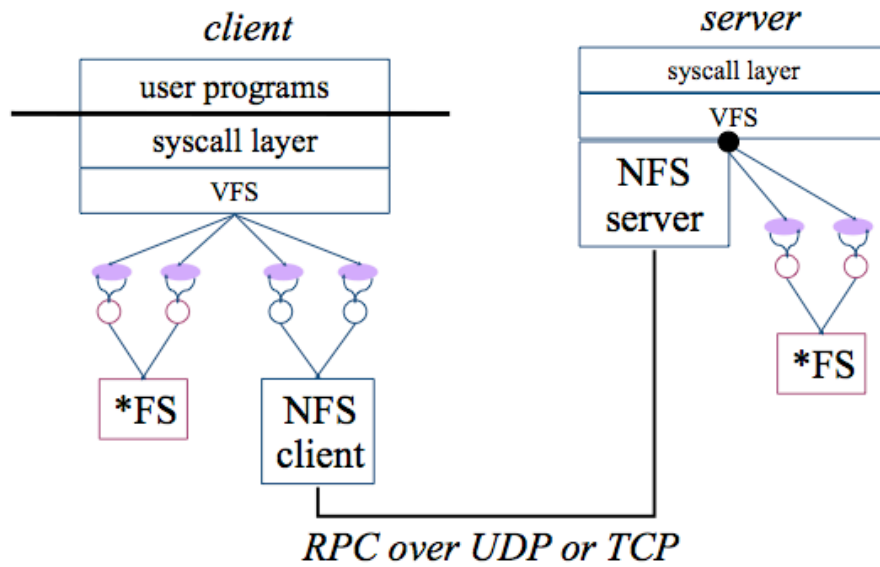 client
user programs
syscall layer
VFS
*FS
NFS
client
server
syscall layer
VFS
NFS
server
*FS
RPC over UDP or TCP